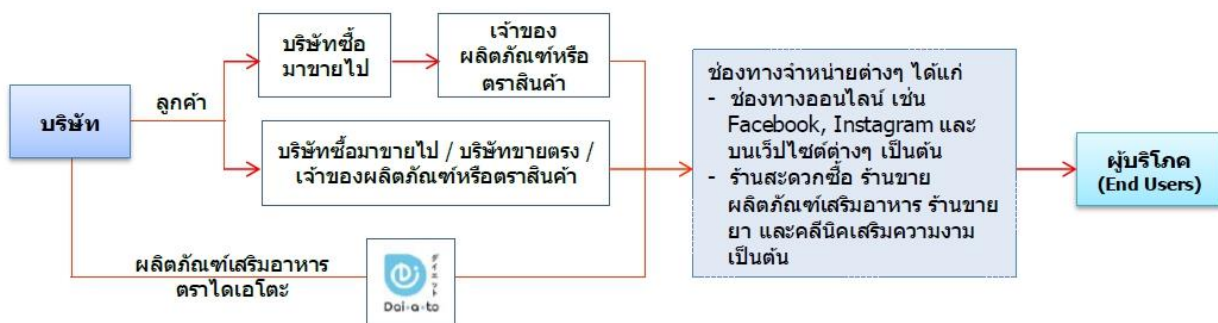 บริษัท
ลูกค้า
บริษัทซื้อ
มาขายไป
เจ้าของ
ผลิตภัณฑ์หรือ
ตราสินค้า
บริษัทซื้อมาขายไป / บริษัทขายตรง /
เจ้าของผลิตภัณฑ์หรือตราสินค้า
ผลิตภัณฑ์เสริมอาหาร
ตราไดเอโตะ
ダイエット
Dai-a-to
ช่องทางจำหน่ายต่างๆ ได้แก่
- ช่องทางออนไลน์ เช่น
Facebook, Instagram และ
บนเว็ปไซต์ต่างๆ เป็นต้น
- ร้านสะดวกซื้อ ร้านขาย
ผลิตภัณฑ์เสริมอาหาร ร้านขาย
ยา และคลีนิคเสริมความงาม
เป็นต้น
ผู้บริโภค
(End Users)